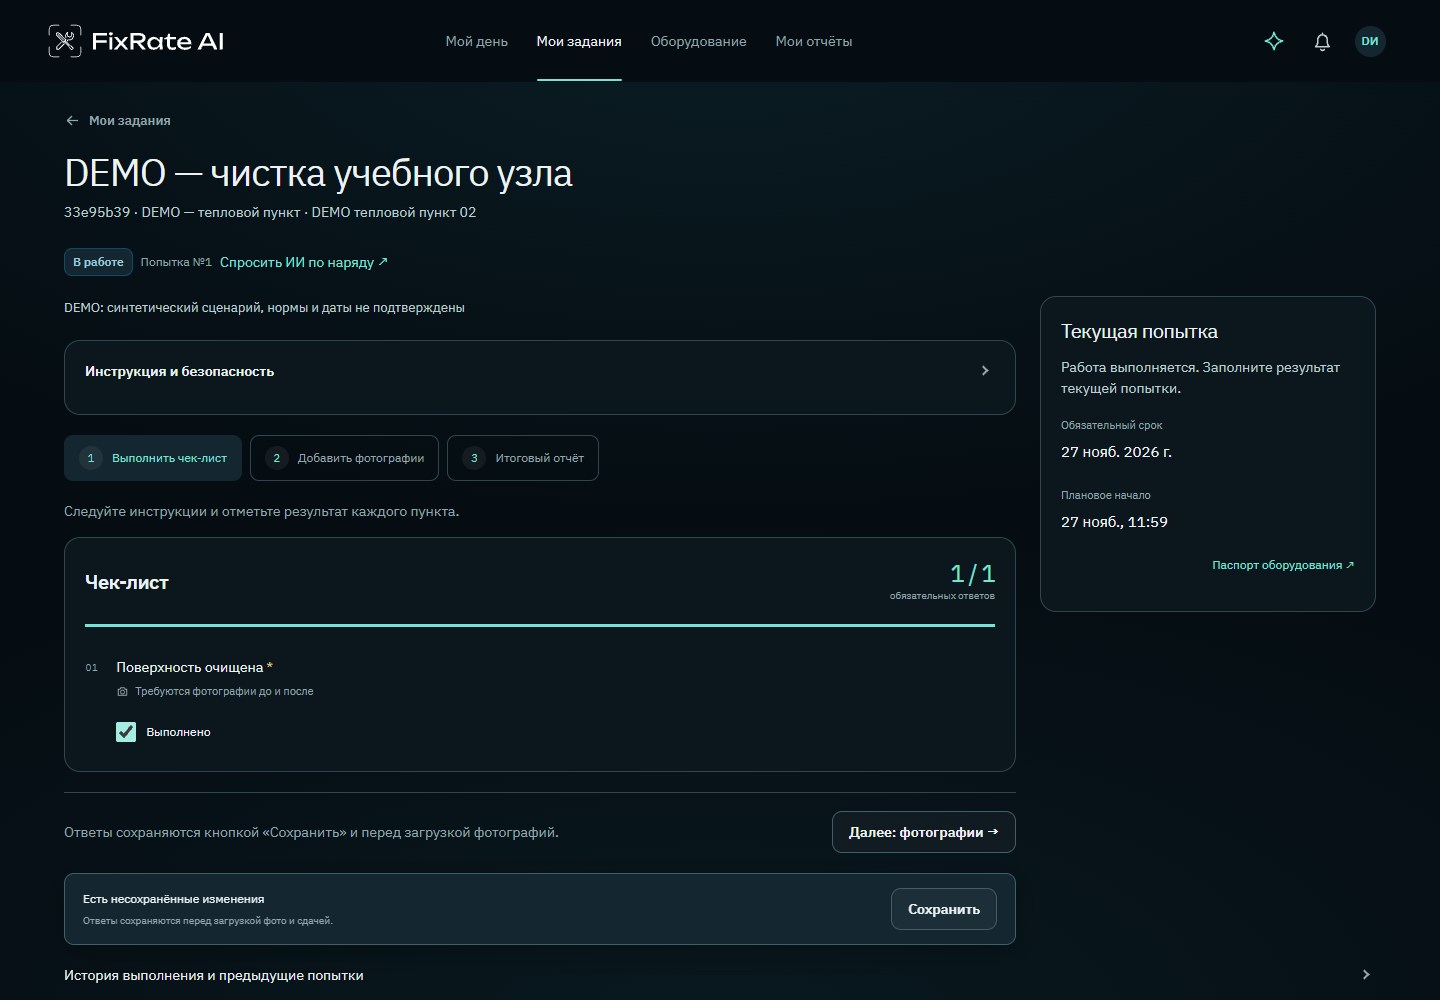 FixRate AI
Мой день
Мои задания
Оборудование
Мои отчёты
DИ
← Мои задания
DEMO — чистка учебного узла
33e95b39 · DEMO — тепловой пункт · DEMO тепловой пункт 02
В работе
Попытка №1
Спросить ИИ по наряду ↗
DEMO: синтетический сценарий, нормы и даты не подтверждены
Инструкция и безопасность
1 Выполнить чек-лист
2 Добавить фотографии
3 Итоговый отчёт
Следуйте инструкции и отметьте результат каждого пункта.
Чек-лист
1/1
обязательных ответов
01 Поверхность очищена *
Требуются фотографии до и после
Выполнено
Ответы сохраняются кнопкой «Сохранить» и перед загрузкой фотографий.
Далее: фотографии →
Есть несохранённые изменения
Ответы сохраняются перед загрузкой фото и сдачей.
Сохранить
История выполнения и предыдущие попытки
Текущая попытка
Работа выполняется. Заполните результат
текущей попытки.
Обязательный срок
27 нояб. 2026 г.
Плановое начало
27 нояб., 11:59
Паспорт оборудования ↗